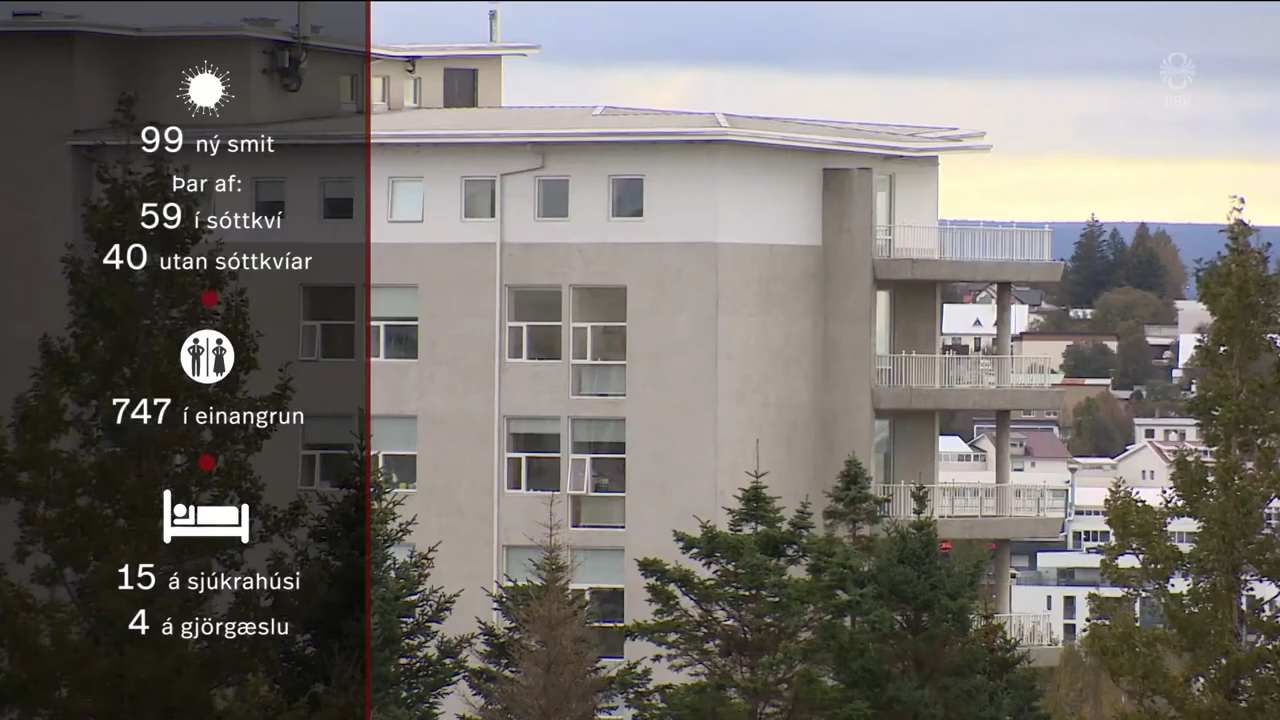 99 ný smit
Þar af:
59 í sóttkví
40 utan sóttkvíar
747 í einangrun
15 á sjúkrahúsi
4 á gjörgæslu